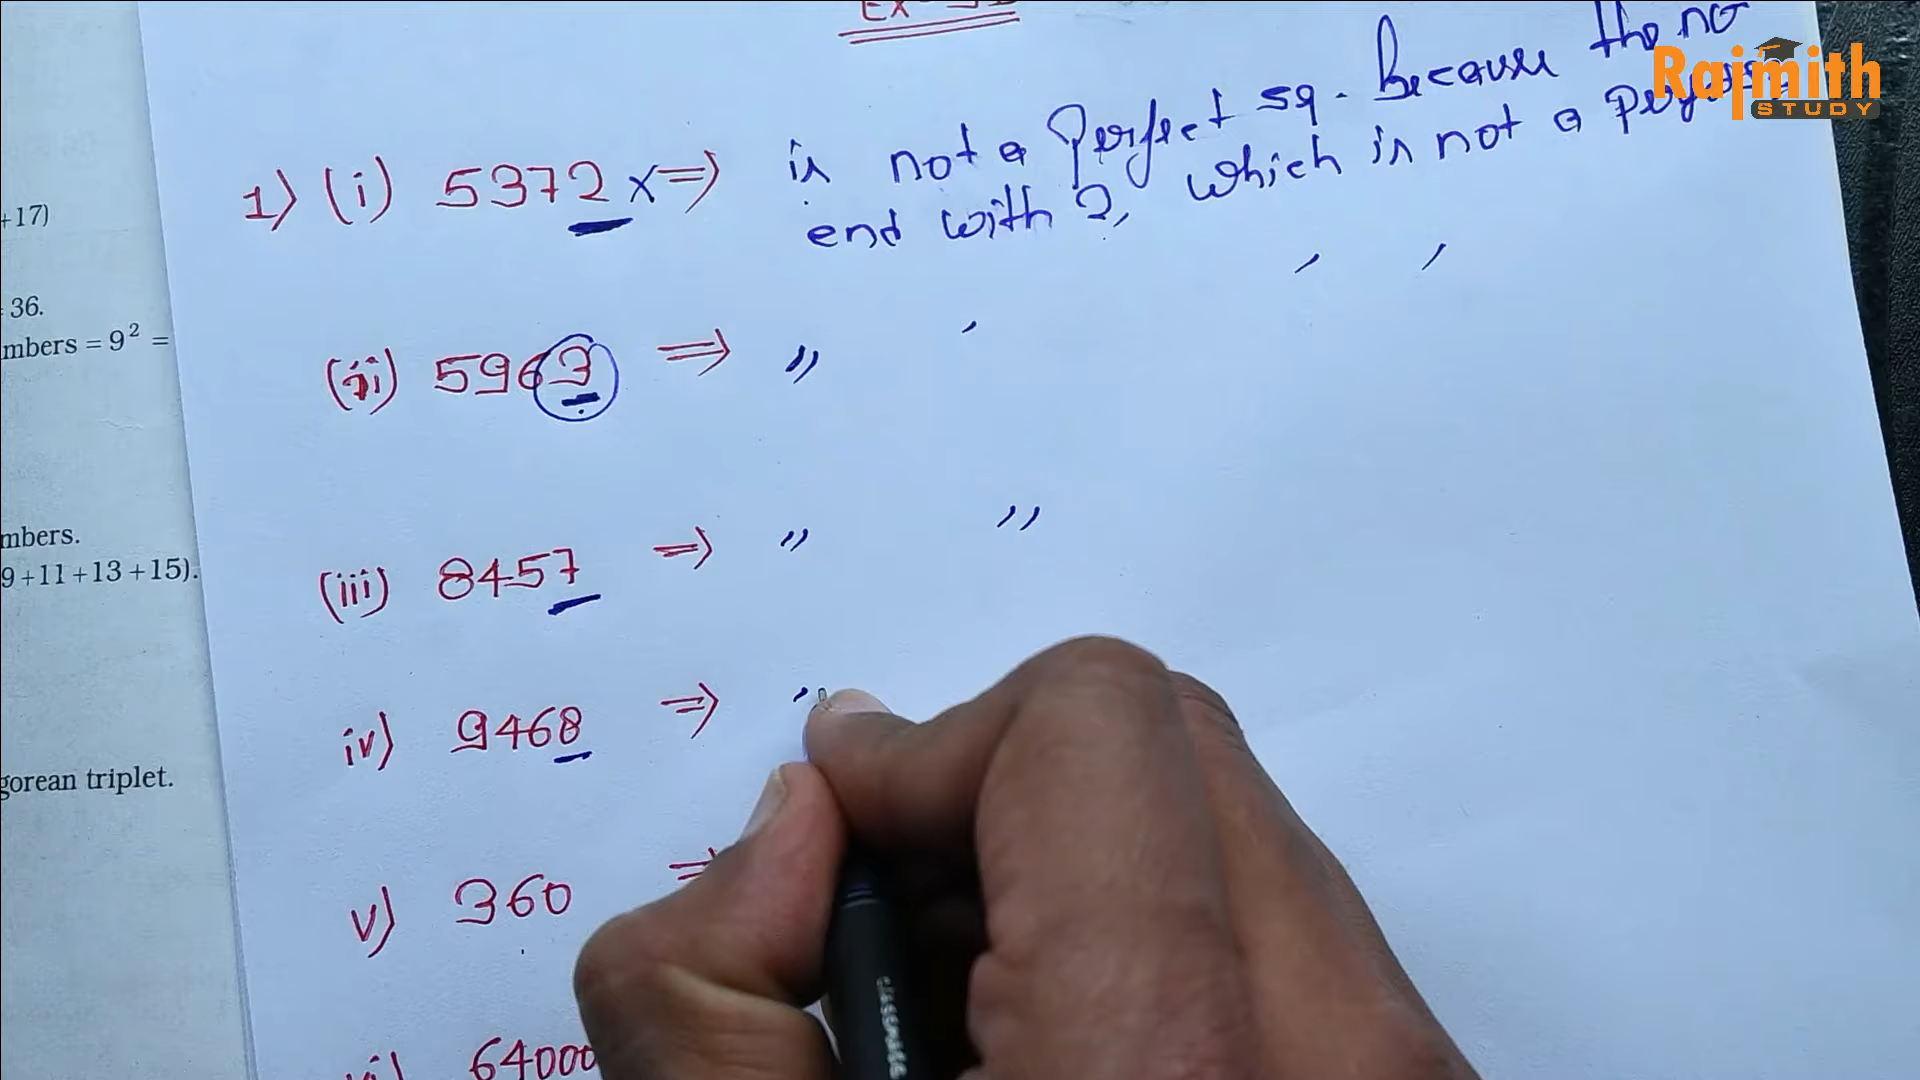 Rajmith
STUDY
1) (i) 5372 x ⇒ is not a Perfect sq. Because the no
end with 2, which is not a perfect
(ii) 5963 ⇒ "
(iii) 8457 ⇒ " "
iv) 9468 ⇒
v) 360
64000
+17)
36.
mbers = 9² =
mbers.
9+11+13+15).
gorean triplet.
classmate